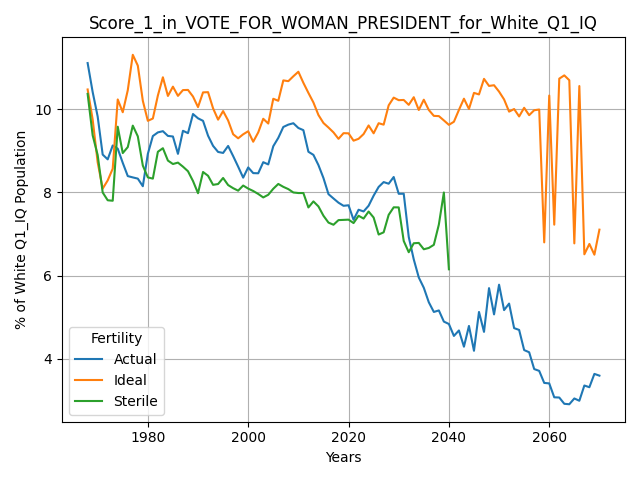 Score_1_in_VOTE_FOR_WOMAN_PRESIDENT_for_White_Q1_IQ
% of White Q1_IQ Population
10
8
6
4
Fertility
Actual
Ideal
Sterile
1980 2000 2020 2040 2060
Years